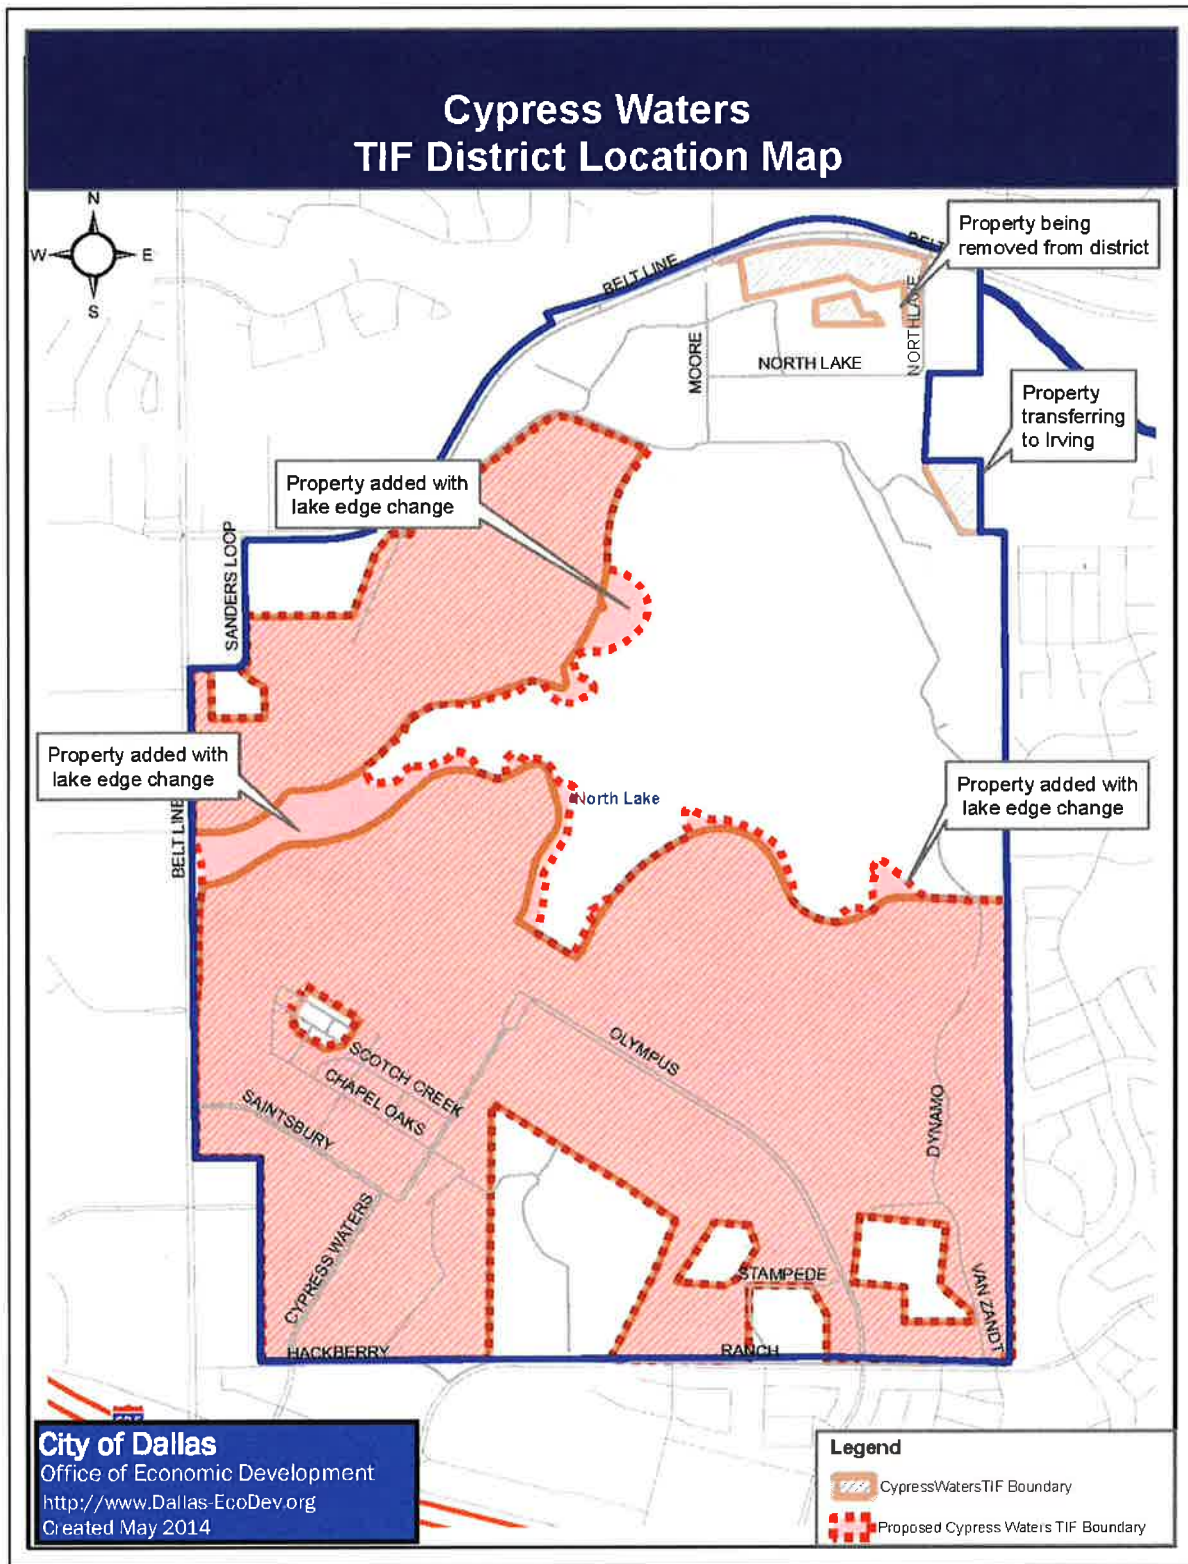 Cypress Waters
TIF District Location Map
N
W
E
S
Property being
removed from district
BELT LINE
NORTHLAKE
MOORE
NORTH LAKE
Property
transferring
to Irving
Property added with
lake edge change
SANDERS LOOP
Property added with
lake edge change
BELT LINE
North Lake
Property added with
lake edge change
SCOTCH CREEK
CHAPEL OAKS
SAINTSBURY
OLYMPUS
DYNAMO
CYPRESS WATERS
STAMPEDE
VAN ZANDT
HACKBERRY
RANCH
City of Dallas
Office of Economic Development
http://www.Dallas-EcoDev.org
Created May 2014
Legend
CypressWatersTIF Boundary
Proposed Cypress Waters TIF Boundary